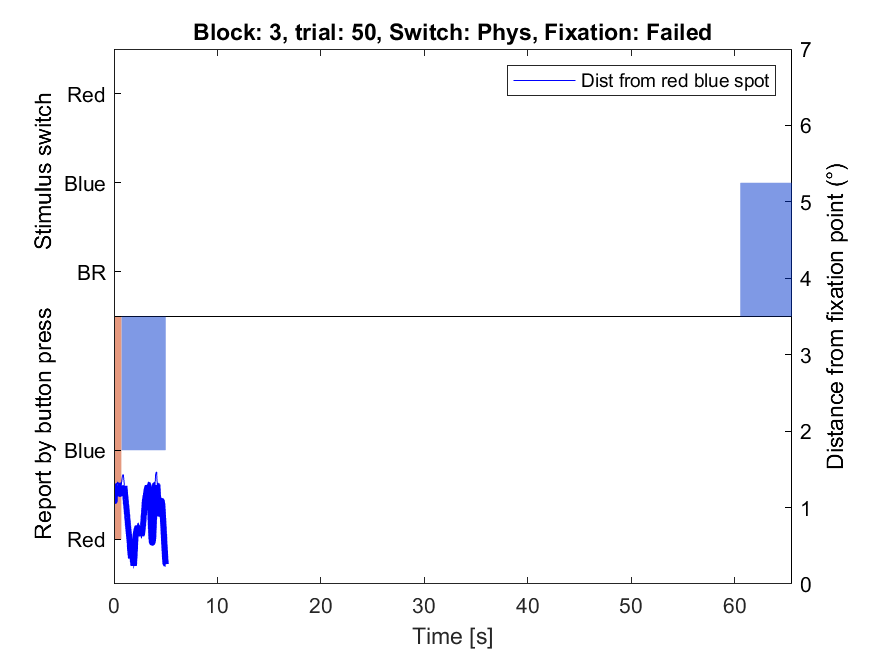 Block: 3, trial: 50, Switch: Phys, Fixation: Failed
Dist from red blue spot
Stimulus switch
Red
Blue
BR
Report by button press
Blue
Red
7
6
5
4
3
2
1
0
Distance from fixation point (°)
0 10 20 30 40 50 60
Time [s]